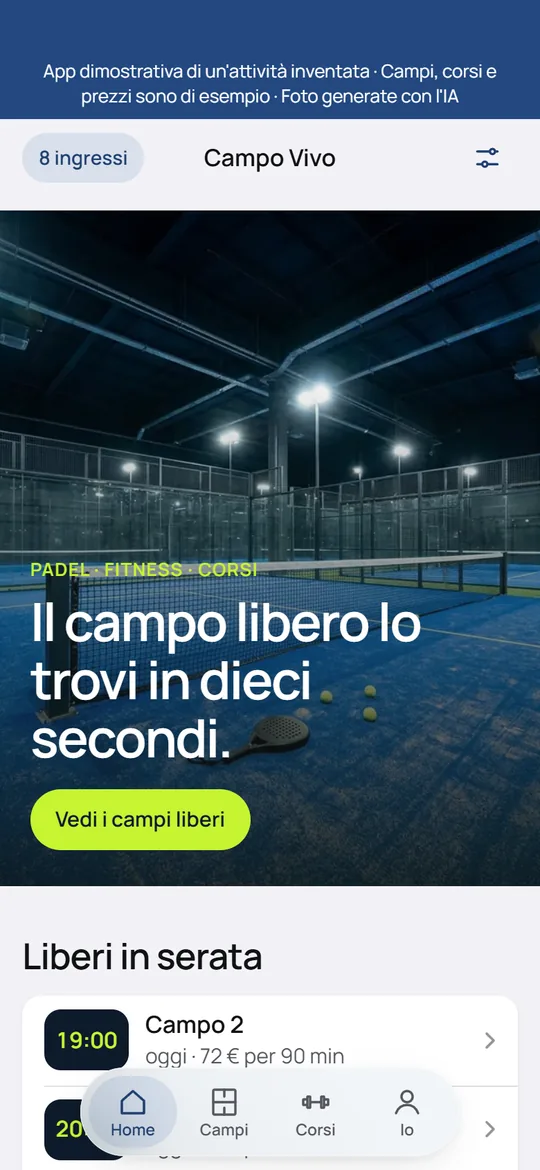 App dimostrativa di un'attività inventata · Campi, corsi e
prezzi sono di esempio · Foto generate con l'IA
8 ingressi
Campo Vivo
PADEL · FITNESS · CORSI
Il campo libero lo
trovi in dieci
secondi.
Vedi i campi liberi
Liberi in serata
19:00
Campo 2
oggi · 72 € per 90 min
20
Home
Campi
Corsi
Io